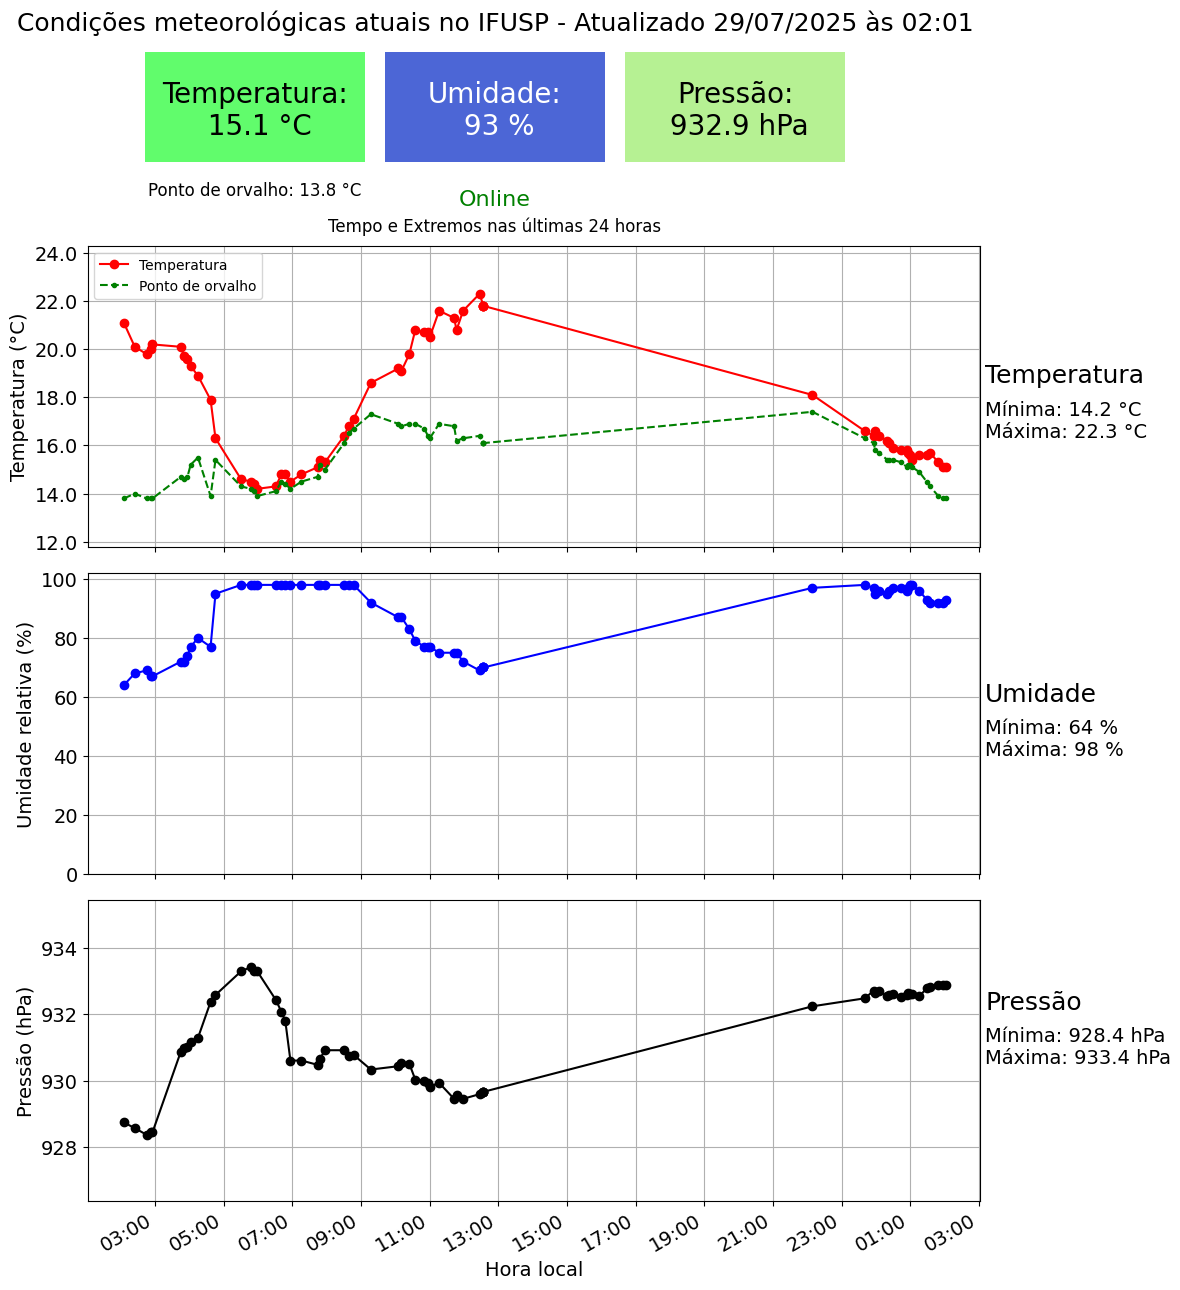 Condições meteorológicas atuais no IFUSP - Atualizado 29/07/2025 às 02:01
Temperatura:
15.1 °C
Umidade:
93 %
Pressão:
932.9 hPa
Ponto de orvalho: 13.8 °C
Online
Tempo e Extremos nas últimas 24 horas
Temperatura (°C)
24.0
22.0
20.0
18.0
16.0
14.0
12.0
Temperatura
Ponto de orvalho
Temperatura
Mínima: 14.2 °C
Máxima: 22.3 °C
Umidade relativa (%)
100
80
60
40
20
0
Umidade
Mínima: 64 %
Máxima: 98 %
Pressão (hPa)
934
932
930
928
Pressão
Mínima: 928.4 hPa
Máxima: 933.4 hPa
03:00
05:00
07:00
09:00
11:00
13:00
15:00
17:00
19:00
21:00
23:00
01:00
03:00
Hora local